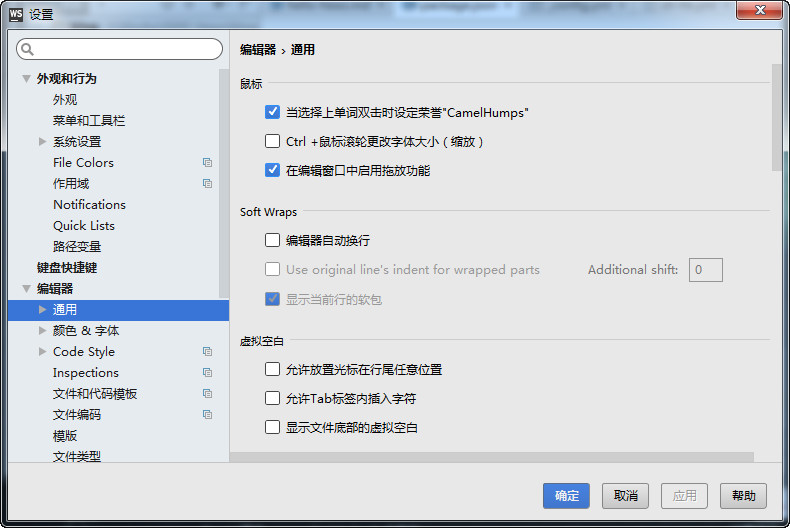 WS 设置
外观和行为
外观
菜单和工具栏
系统设置
File Colors
作用域
Notifications
Quick Lists
路径变量
键盘快捷键
编辑器
通用
颜色 & 字体
Code Style
Inspections
文件和代码模板
文件编码
模版
文件类型
编辑器 › 通用
鼠标
当选择上单词双击时设定荣誉"CamelHumps"
Ctrl +鼠标滚轮更改字体大小（缩放）
在编辑窗口中启用拖放功能
Soft Wraps
编辑器自动换行
Use original line's indent for wrapped parts Additional shift: 0
显示当前行的软包
虚拟空白
允许放置光标在行尾任意位置
允许Tab标签内插入字符
显示文件底部的虚拟空白
确定 取消 应用 帮助